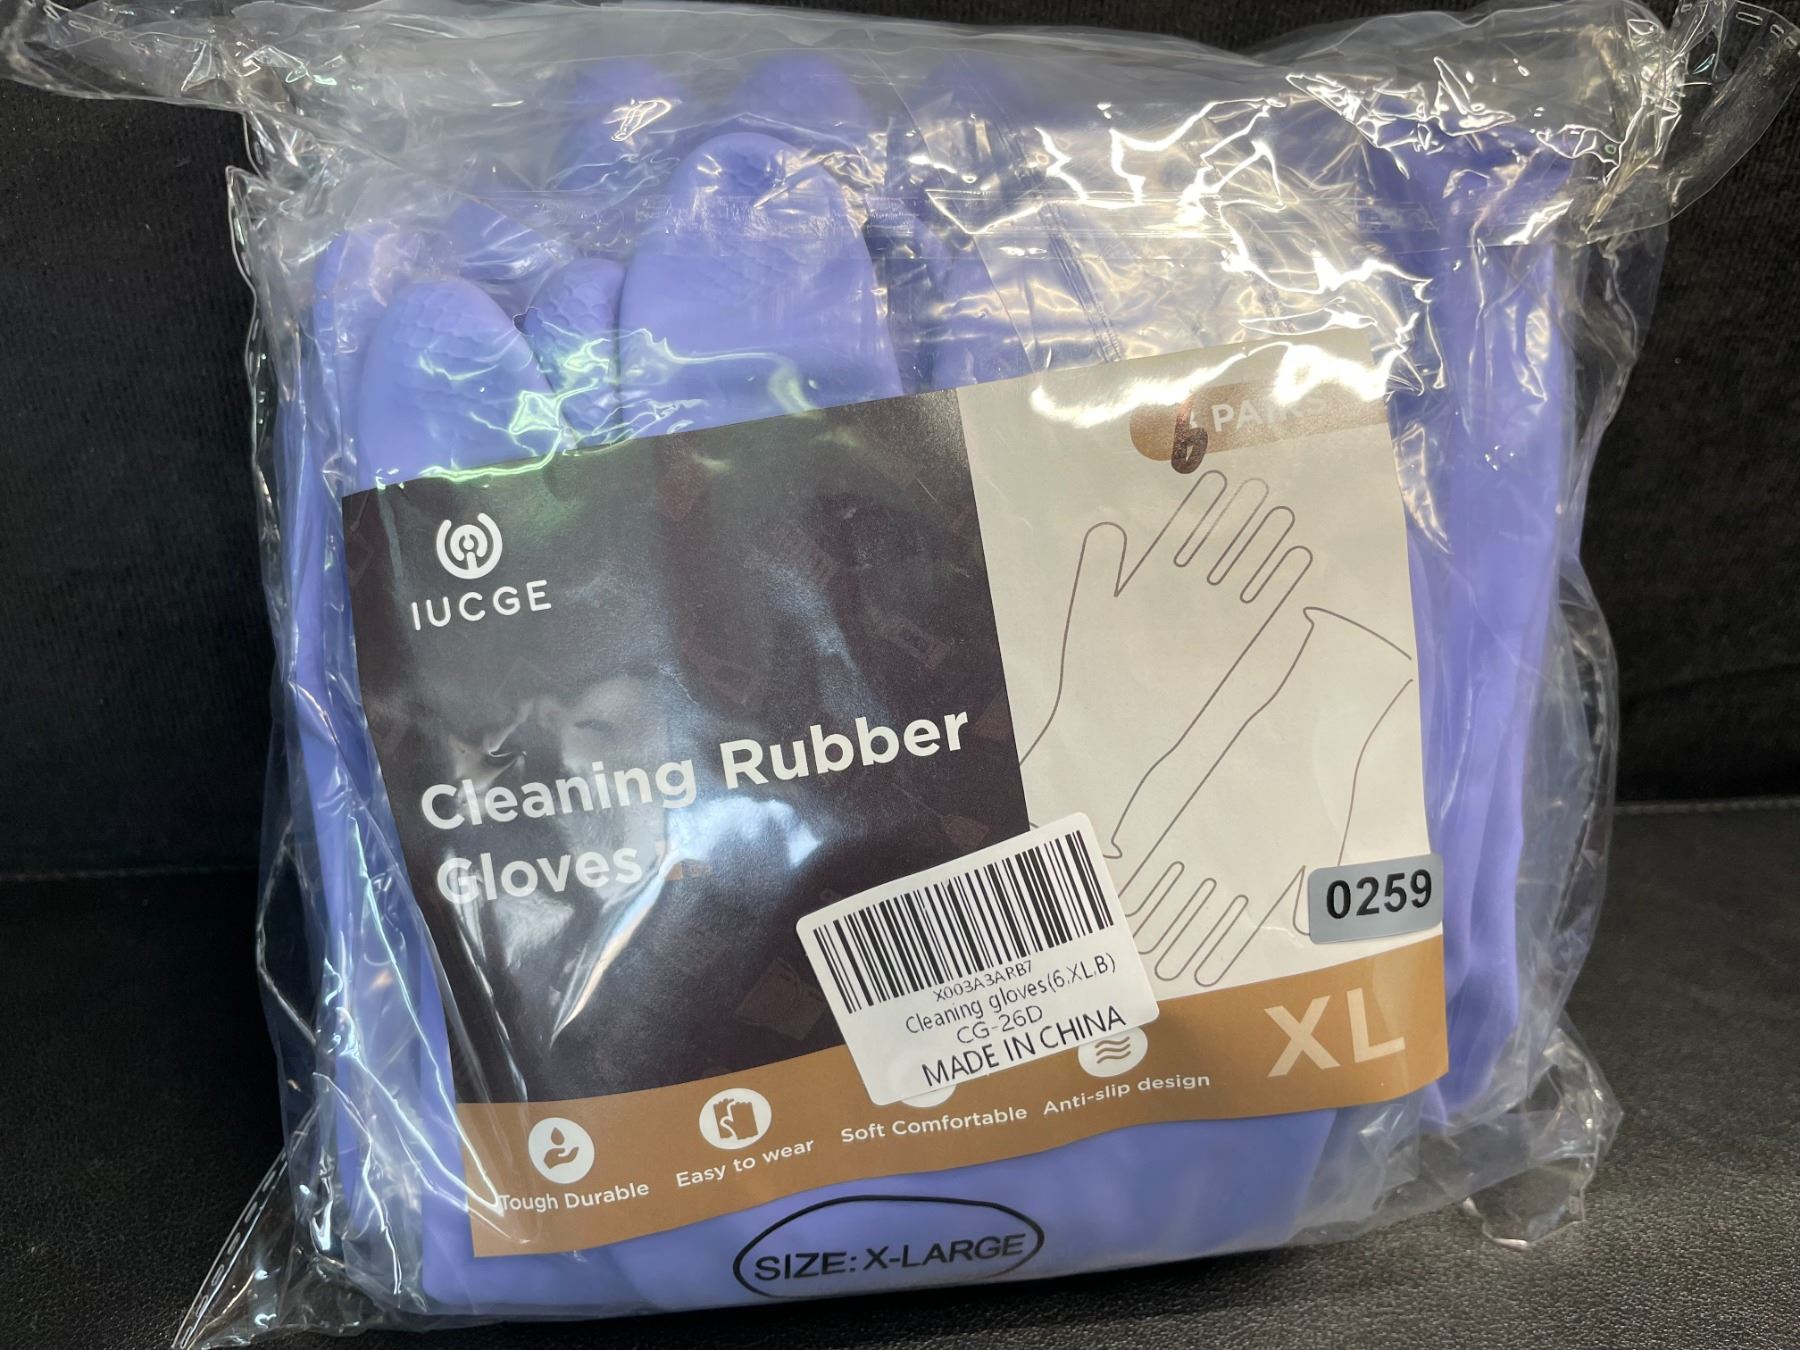 6 PAIRS
IUCGE
Cleaning Rubber
Gloves
0259
X003A3ARB7
Cleaning gloves(6,XL,B)
CG-26D
MADE IN CHINA
XL
Tough Durable
Easy to wear
Soft Comfortable
Anti-slip design
SIZE: X-LARGE